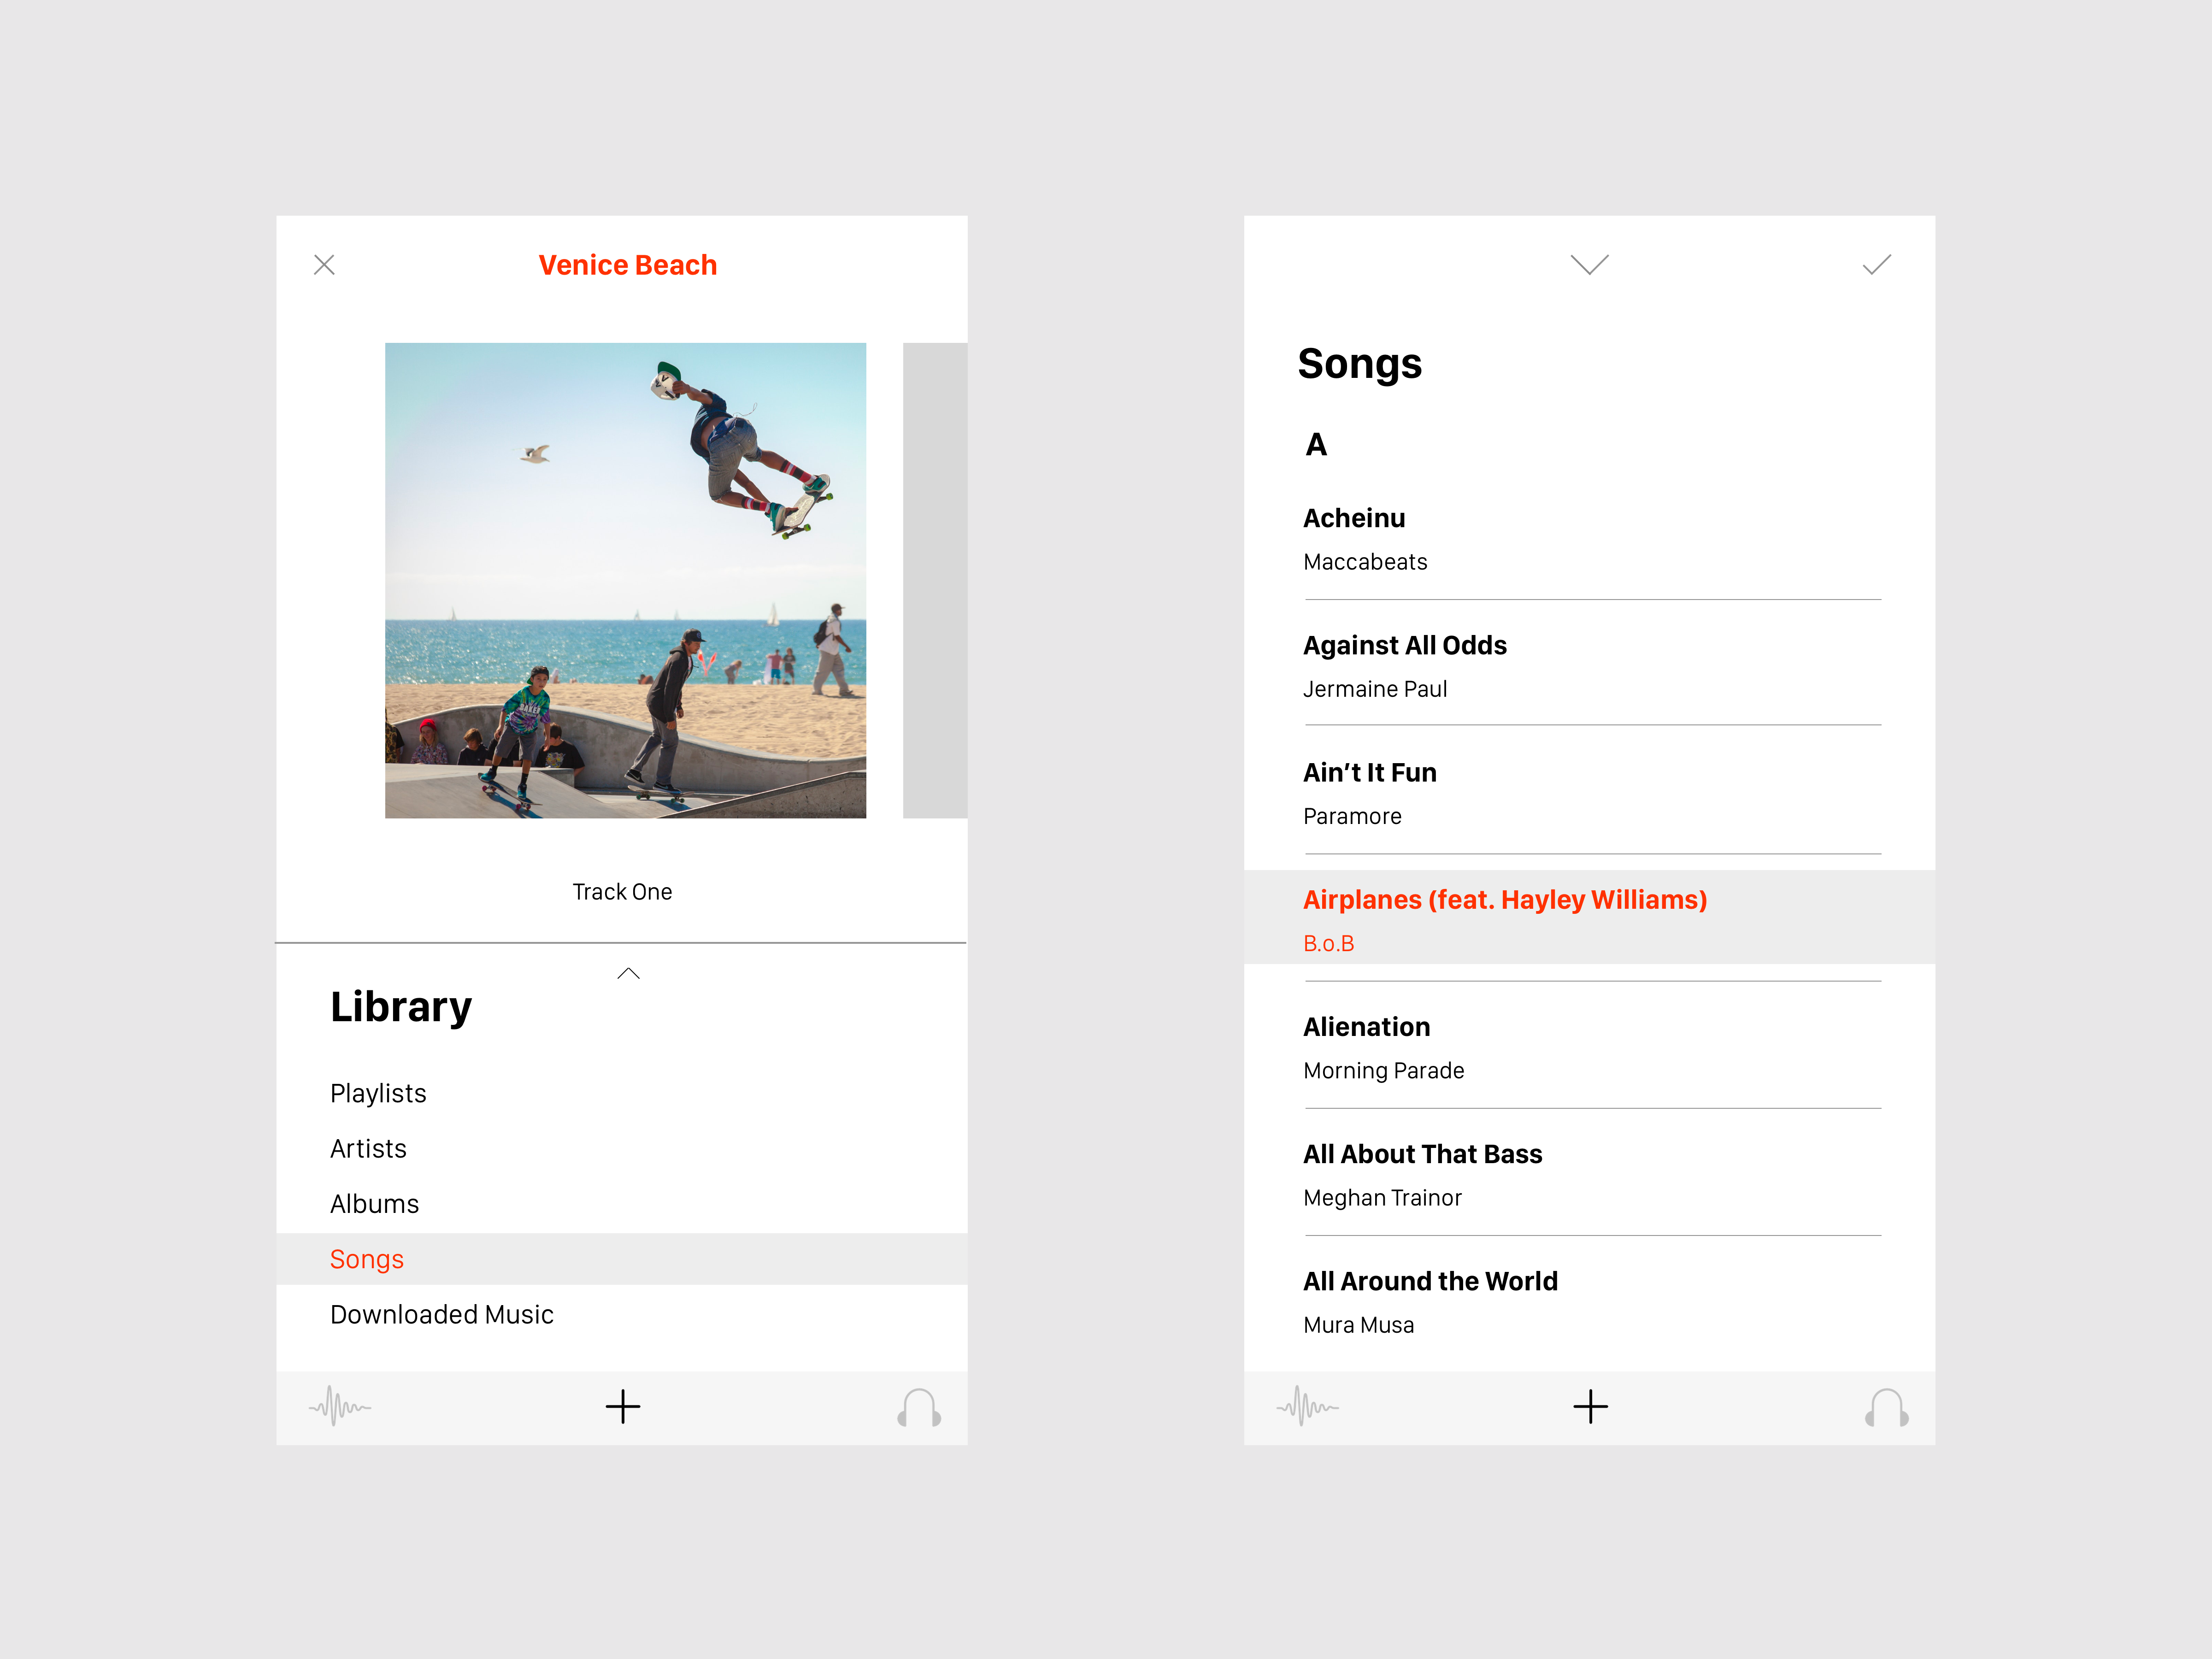 Venice Beach
Track One
Library
Playlists
Artists
Albums
Songs
Downloaded Music
Songs
A
Acheinu
Maccabeats
Against All Odds
Jermaine Paul
Ain’t It Fun
Paramore
Airplanes (feat. Hayley Williams)
B.o.B
Alienation
Morning Parade
All About That Bass
Meghan Trainor
All Around the World
Mura Musa